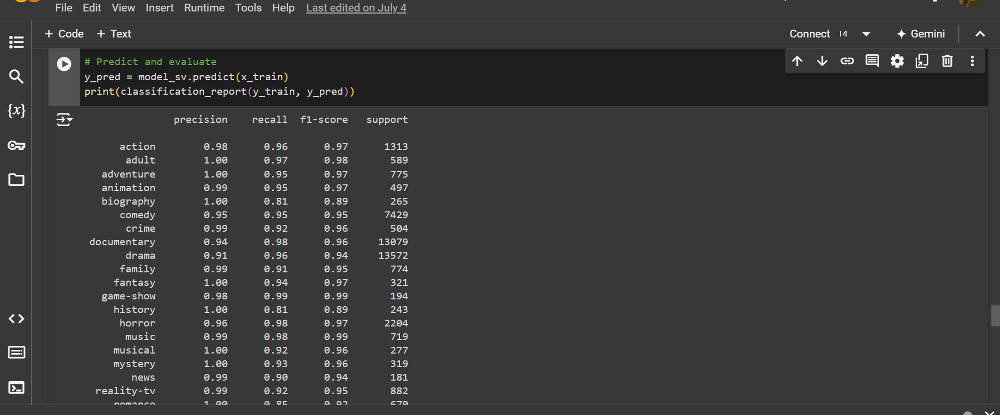 File Edit View Insert Runtime Tools Help Last edited on July 4
+ Code + Text Connect T4 Gemini
# Predict and evaluate
y_pred = model_sv.predict(x_train)
print(classification_report(y_train, y_pred))
precision recall f1-score support
action 0.98 0.96 0.97 1313
adult 1.00 0.97 0.98 589
adventure 1.00 0.95 0.97 775
animation 0.99 0.95 0.97 497
biography 1.00 0.81 0.89 265
comedy 0.95 0.95 0.95 7429
crime 0.99 0.92 0.96 504
documentary 0.94 0.98 0.96 13079
drama 0.91 0.96 0.94 13572
family 0.99 0.91 0.95 774
fantasy 1.00 0.94 0.97 321
game-show 0.98 0.99 0.99 194
history 1.00 0.81 0.89 243
horror 0.96 0.98 0.97 2204
music 0.99 0.98 0.99 719
musical 1.00 0.92 0.96 277
mystery 1.00 0.93 0.96 319
news 0.99 0.90 0.94 181
reality-tv 0.99 0.92 0.95 882
romance 1.00 0.85 0.92 670